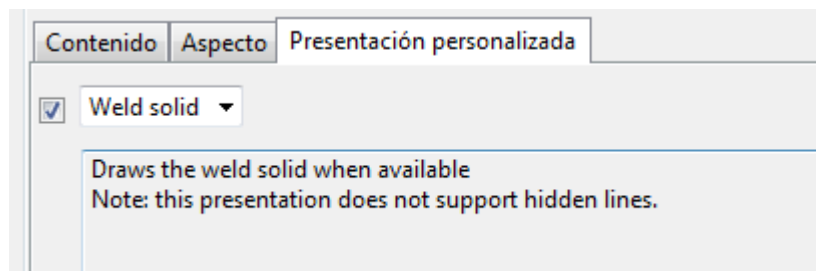 Contenido Aspecto Presentación personalizada
Weld solid
Draws the weld solid when available
Note: this presentation does not support hidden lines.